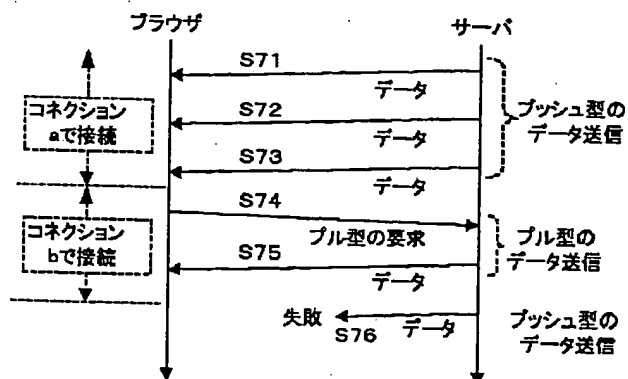 ブラウザ
サーバ
S71
データ
コネクション
aで接続
S72
データ
プッシュ型の
データ送信
S73
データ
S74
プル型の要求
コネクション
bで接続
プル型の
データ送信
S75
データ
失敗
S76
データ
プッシュ型の
データ送信